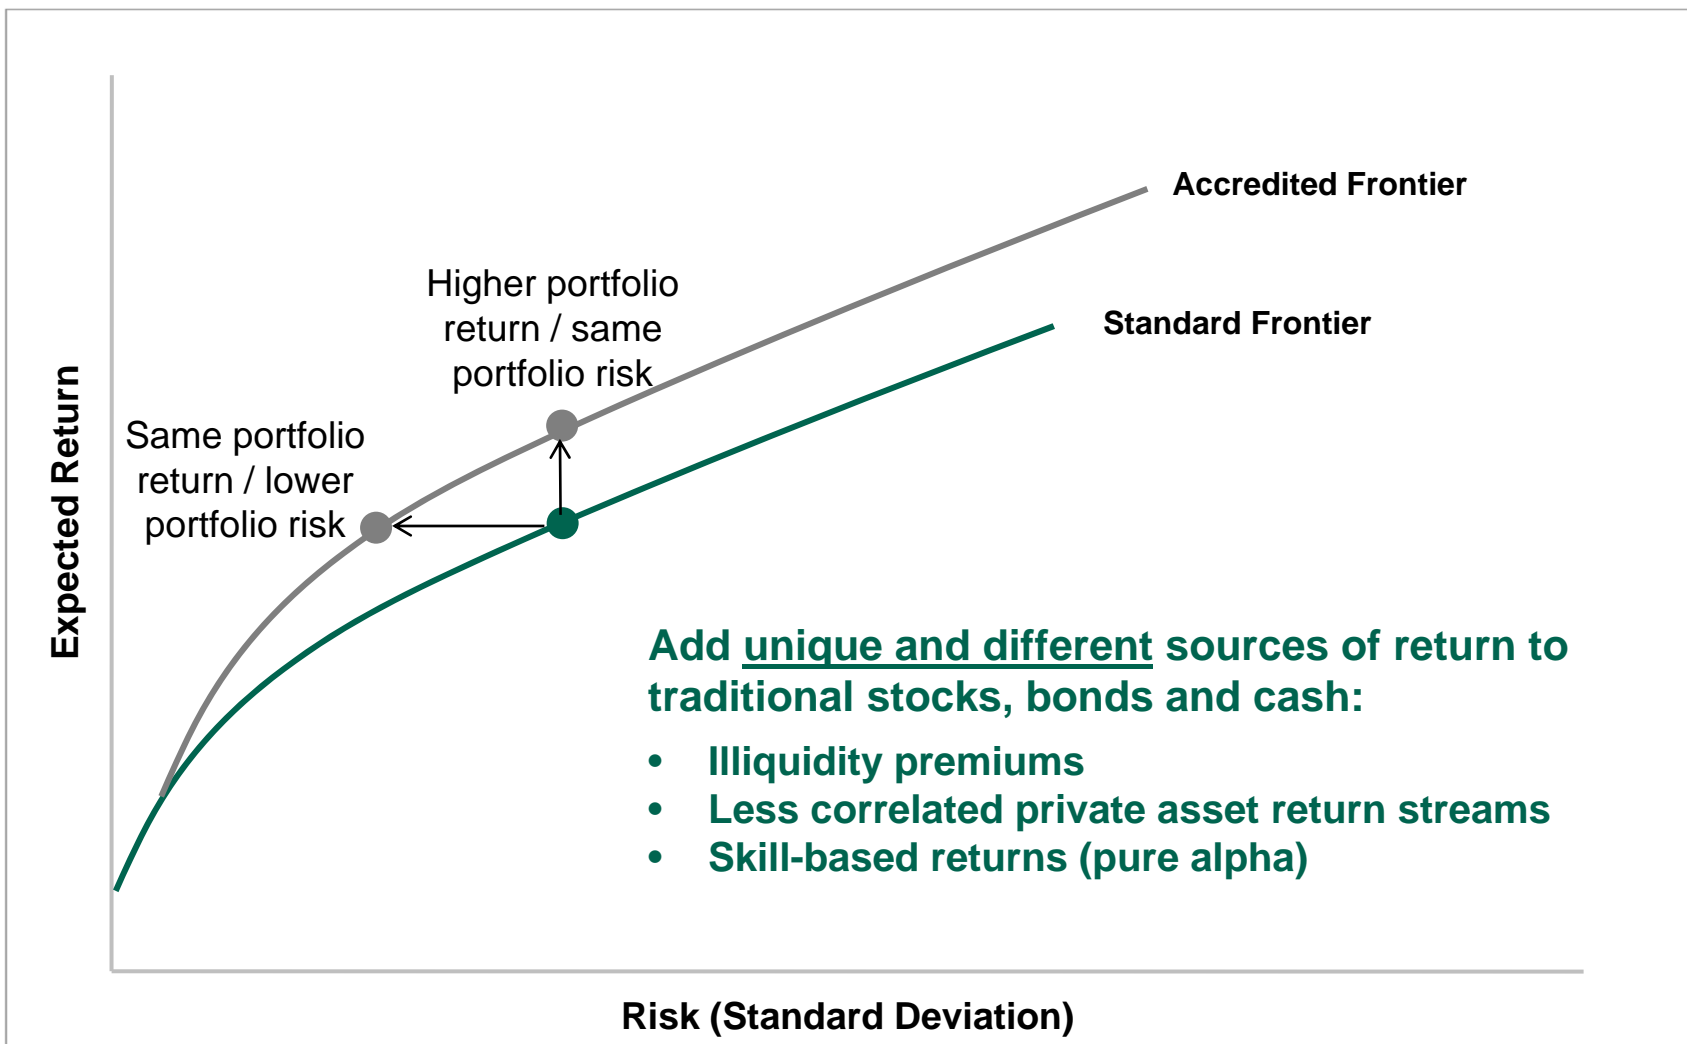 Accredited Frontier
Higher portfolio
return / same
portfolio risk
Standard Frontier
Same portfolio
return / lower
portfolio risk
Expected Return
Add unique and different sources of return to
traditional stocks, bonds and cash:
• Illiquidity premiums
• Less correlated private asset return streams
• Skill-based returns (pure alpha)
Risk (Standard Deviation)